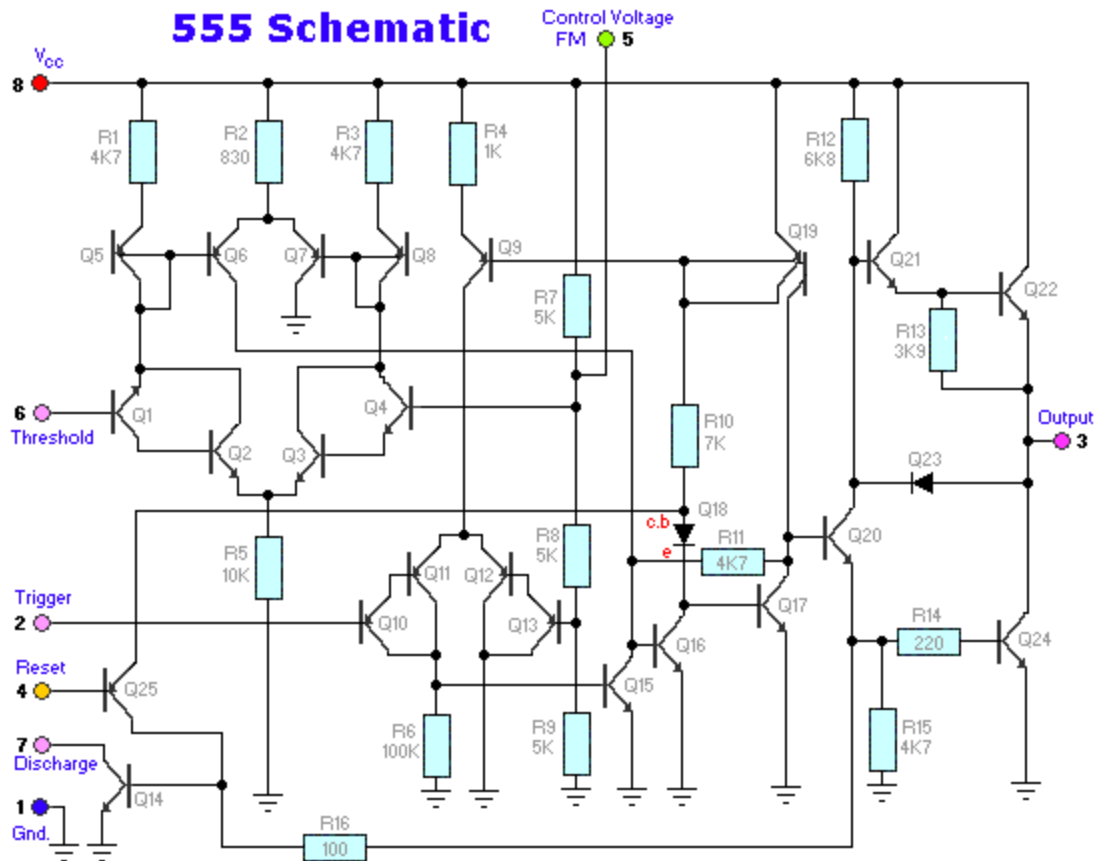 555 Schematic
Control Voltage
FM 5
Vcc
8
R1
4K7
R2
830
R3
4K7
R4
1K
R12
6K8
Q5
Q6
Q7
Q8
Q9
Q19
Q21
Q22
R7
5K
R13
3K9
6
Threshold
Q1
Q2
Q3
Q4
R10
7K
Output
3
Q23
Q18
c.b
e
R11
4K7
Q20
R5
10K
R8
5K
Trigger
2
Q10
Q11
Q12
Q13
Q17
Q16
R14
220
Q24
Reset
4
Q25
Q15
R6
100K
R9
5K
R15
4K7
7
Discharge
Q14
1
Gnd.
R16
100